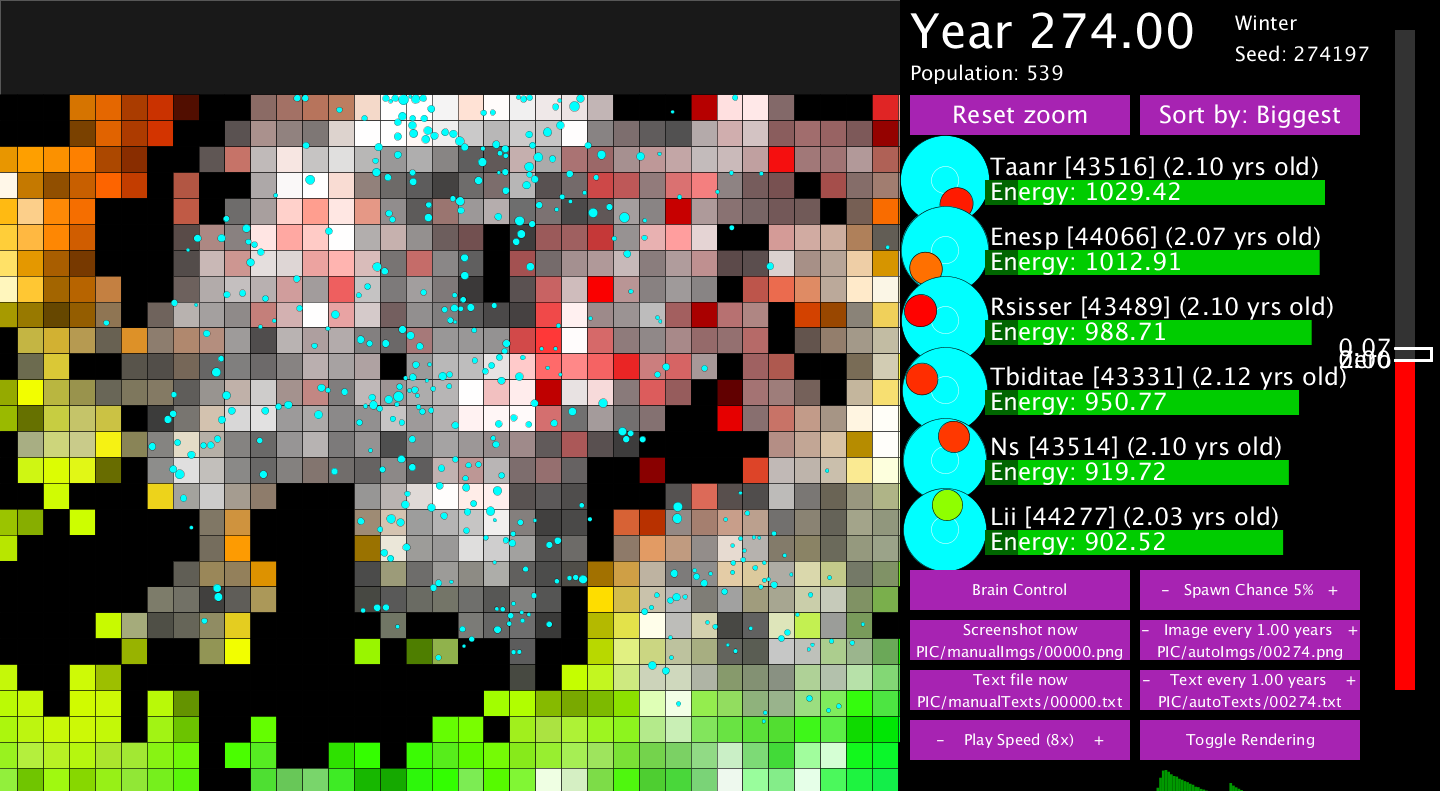 Year 274.00
Winter
Seed: 274197
Population: 539
Reset zoom
Sort by: Biggest
Taanr [43516] (2.10 yrs old)
Energy: 1029.42
Enesp [44066] (2.07 yrs old)
Energy: 1012.91
Rsisser [43489] (2.10 yrs old)
Energy: 988.71
0.07
Tbiditae [43331] (2.12 yrs old)
Energy: 950.77
Ns [43514] (2.10 yrs old)
Energy: 919.72
Lii [44277] (2.03 yrs old)
Energy: 902.52
Brain Control
- Spawn Chance 5% +
Screenshot now
PIC/manualImgs/00000.png
- Image every 1.00 years +
PIC/autoImgs/00274.png
Text file now
PIC/manualTexts/00000.txt
- Text every 1.00 years +
PIC/autoTexts/00274.txt
- Play Speed (8x) +
Toggle Rendering